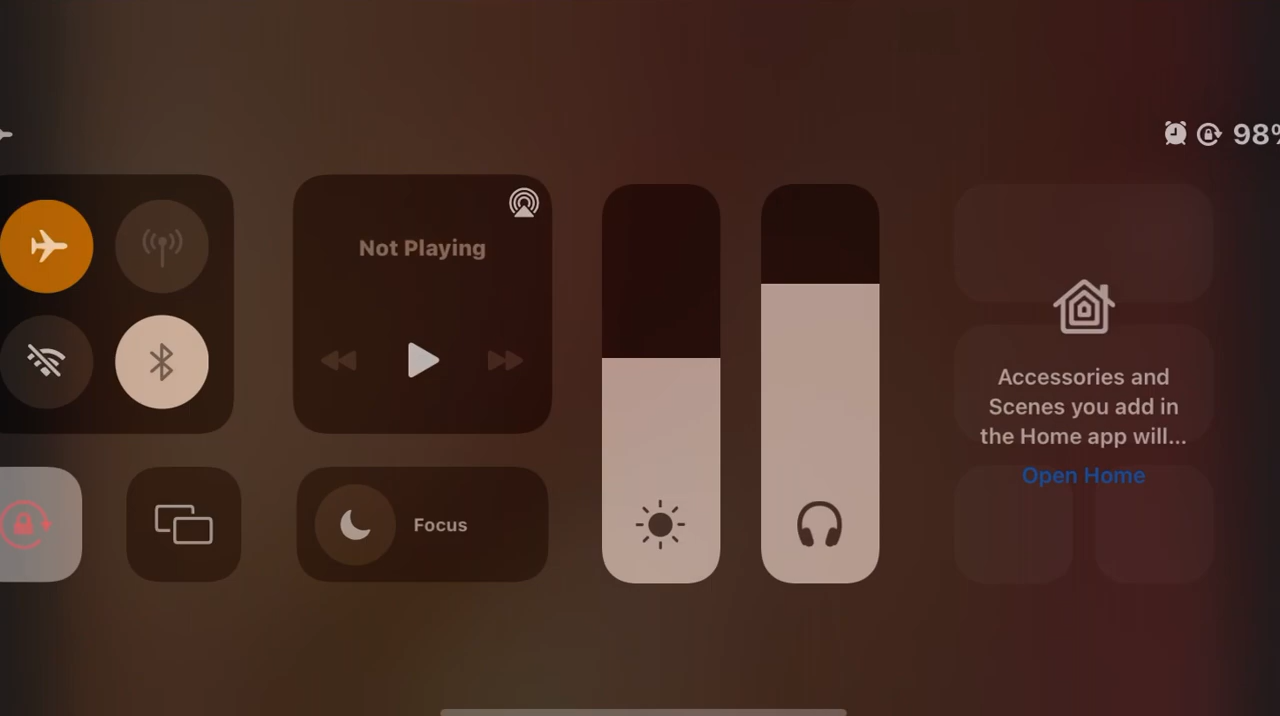 98%
Not Playing
Focus
Accessories and
Scenes you add in
the Home app will...
Open Home